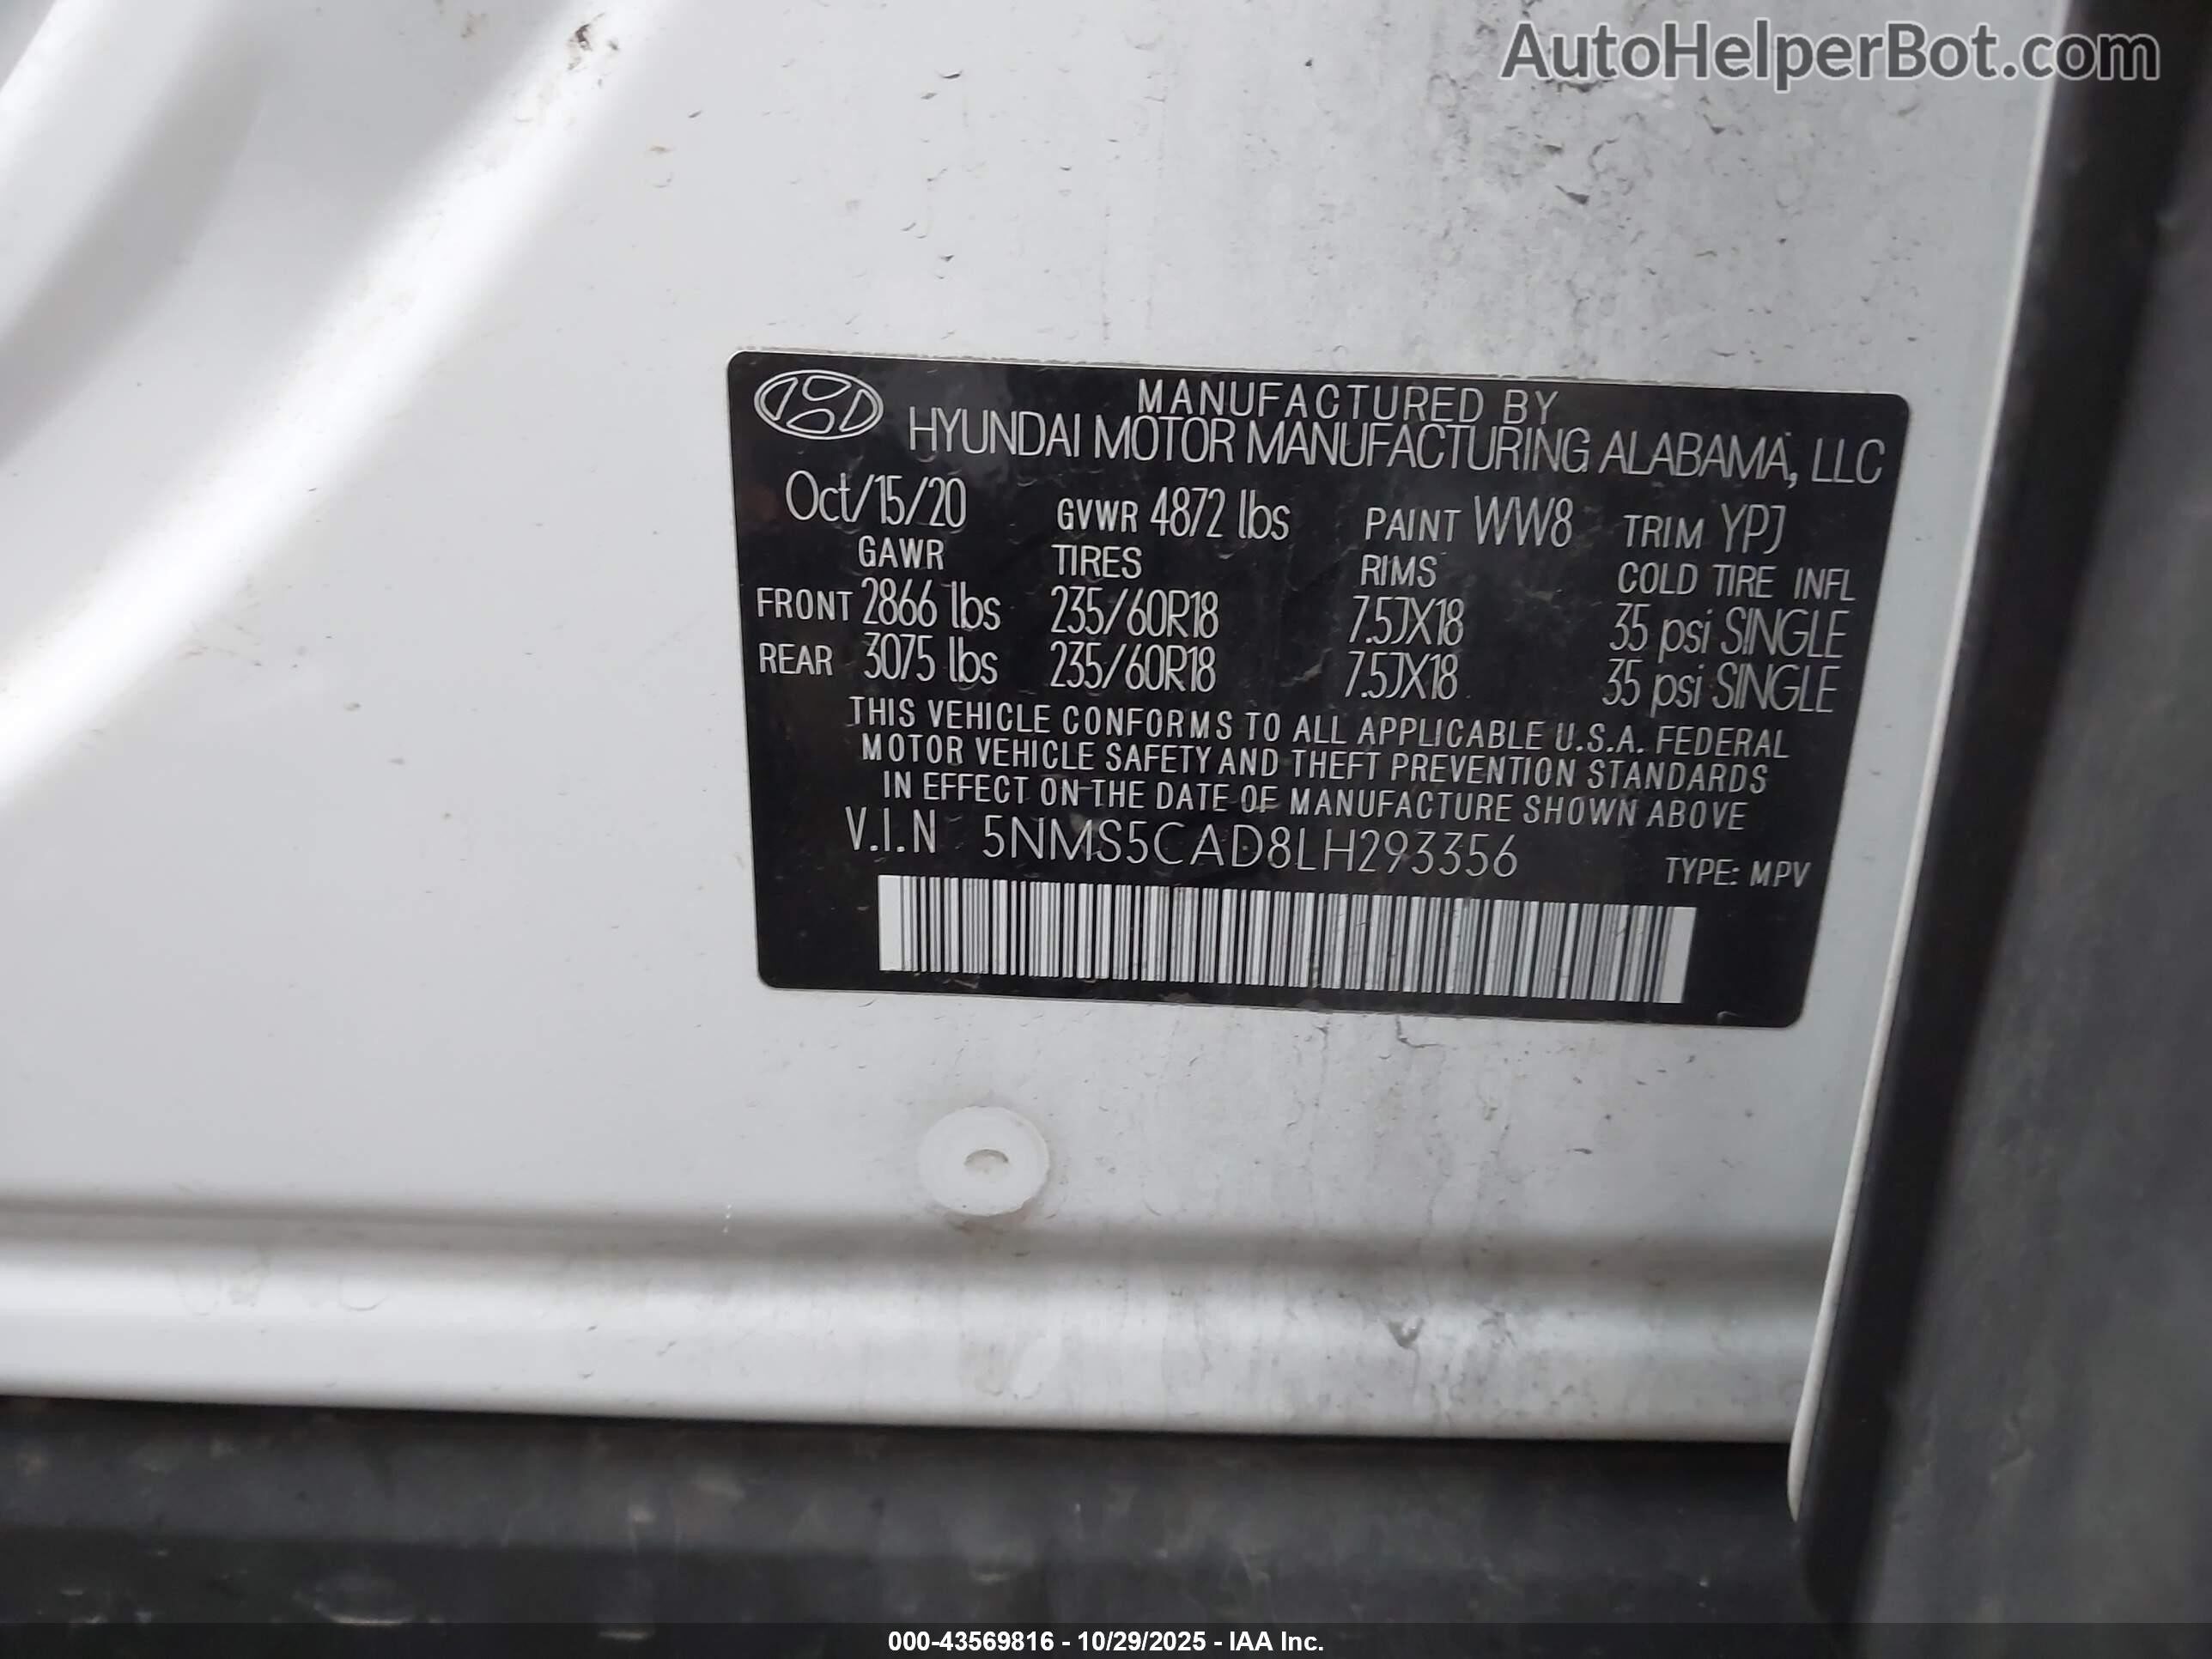 AutoHelperBot.com
MANUFACTURED BY
HYUNDAI MOTOR MANUFACTURING ALABAMA, LLC
Oct/15/20 GVWR 4872 lbs PAINT WW8 TRIM YPJ
GAWR TIRES RIMS COLD TIRE INFL
FRONT 2866 lbs 235/60R18 7.5JX18 35 psi SINGLE
REAR 3075 lbs 235/60R18 7.5JX18 35 psi SINGLE
THIS VEHICLE CONFORMS TO ALL APPLICABLE U.S.A. FEDERAL
MOTOR VEHICLE SAFETY AND THEFT PREVENTION STANDARDS
IN EFFECT ON THE DATE OF MANUFACTURE SHOWN ABOVE
V.I.N 5NMS5CAD8LH293356 TYPE: MPV
000-43569816 - 10/29/2025 - IAA Inc.